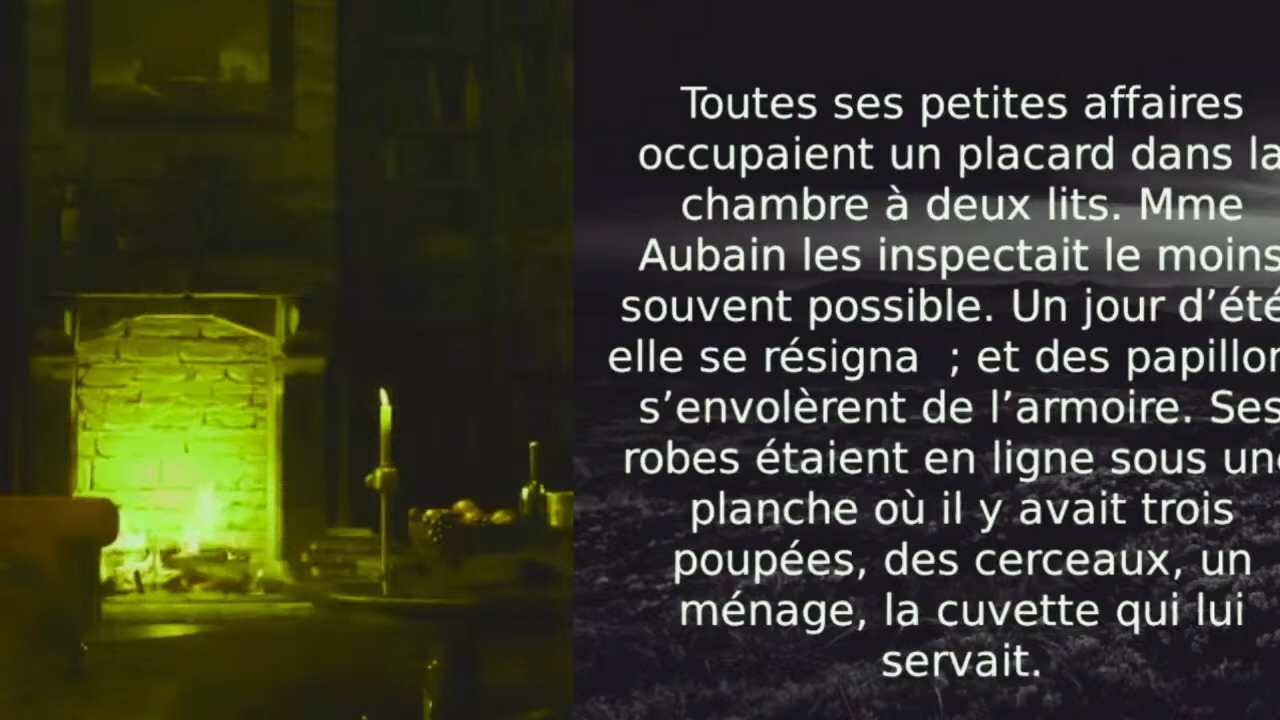 Toutes ses petites affaires
occupaient un placard dans la
chambre à deux lits. Mme
Aubain les inspectait le moins
souvent possible. Un jour d’été
elle se résigna  ; et des papillon
s’envolèrent de l’armoire. Ses
robes étaient en ligne sous une
planche où il y avait trois
poupées, des cerceaux, un
ménage, la cuvette qui lui
servait.